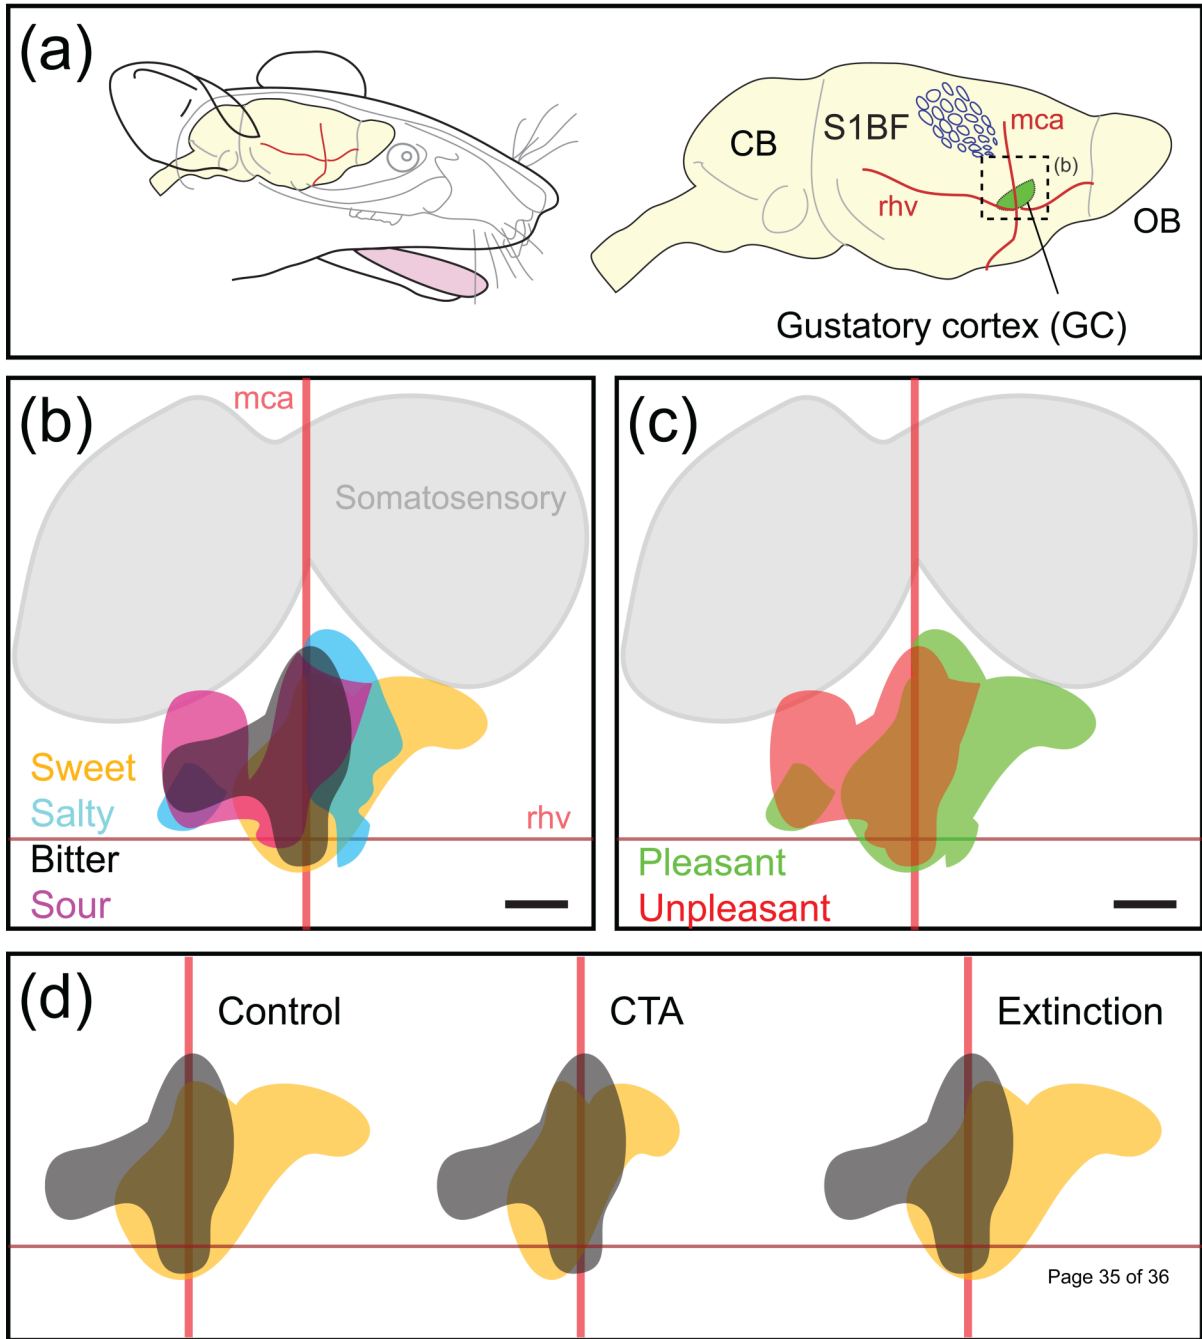 (a)
CB
S1BF
mca
(b)
rhv
OB
Gustatory cortex (GC)
(b)
mca
Somatosensory
Sweet
Salty
rhv
Bitter
Sour
(c)
Pleasant
Unpleasant
(d)
Control
CTA
Extinction
Page 35 of 36